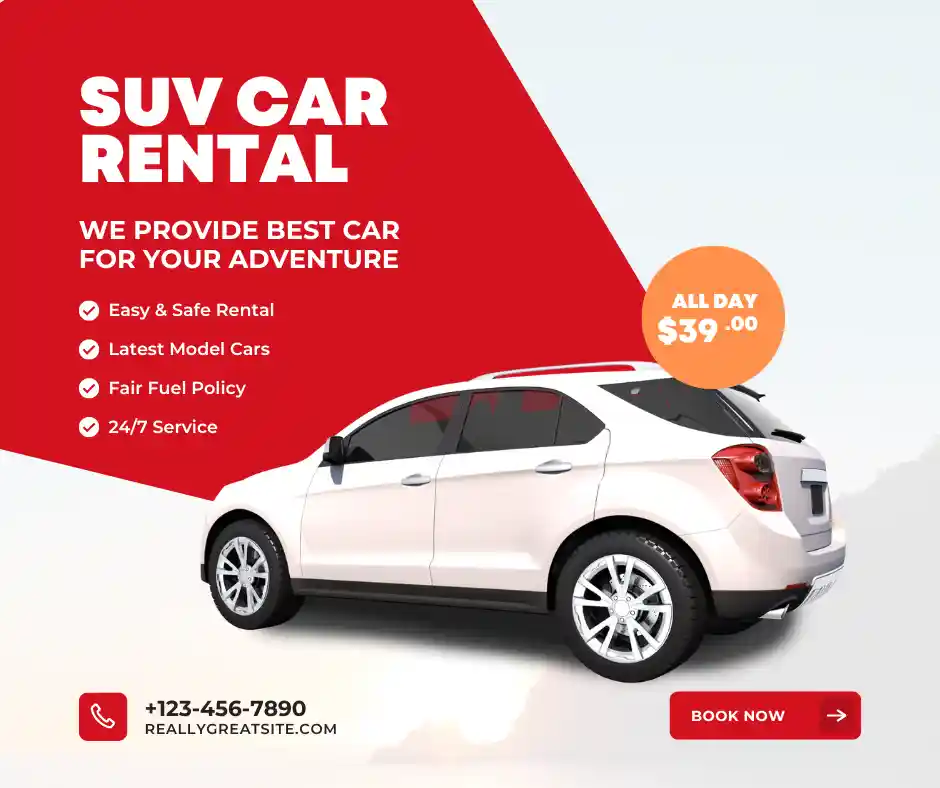 SUV CAR
RENTAL
WE PROVIDE BEST CAR
FOR YOUR ADVENTURE
Easy & Safe Rental
Latest Model Cars
Fair Fuel Policy
24/7 Service
ALL DAY
$39 .00
+123-456-7890
REALLYGREATSITE.COM
BOOK NOW